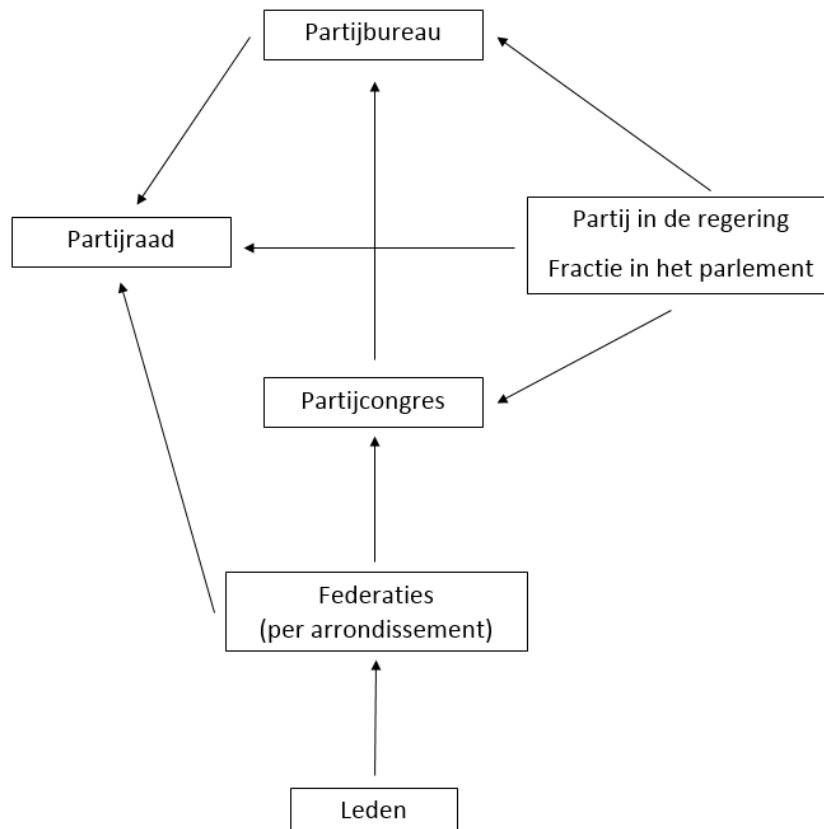 Partijbureau
Partij in de regering
Partijraad
Fractie in het parlement
Partijcongres
Federaties
(per arrondissement)
Leden